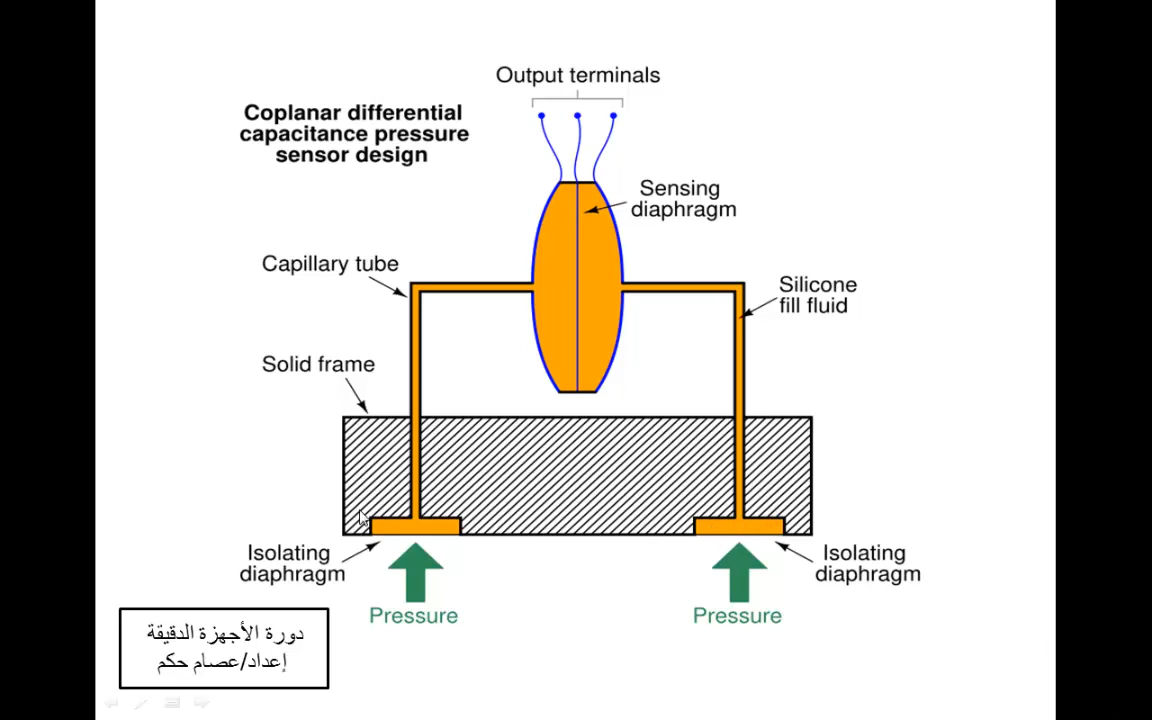 Output terminals
Coplanar differential
capacitance pressure
sensor design
Sensing
diaphragm
Capillary tube
Silicone
fill fluid
Solid frame
Isolating
diaphragm
Isolating
diaphragm
Pressure
Pressure
دورة الأجهزة الدقيقة
إعداد/عصام حكم